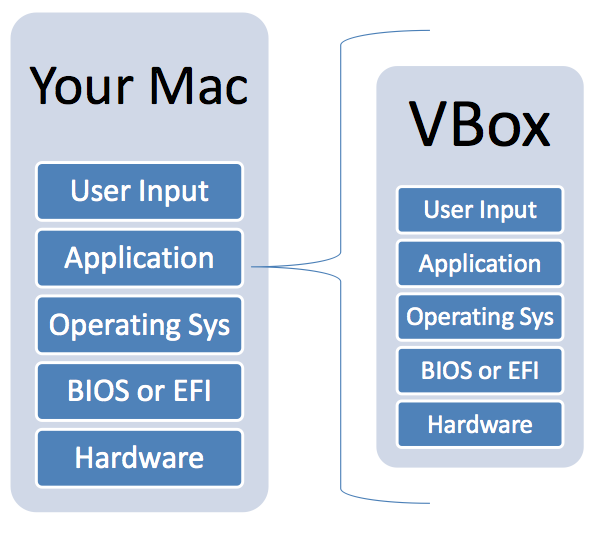 Your Mac
User Input
Application
Operating Sys
BIOS or EFI
Hardware
VBox
User Input
Application
Operating Sys
BIOS or EFI
Hardware